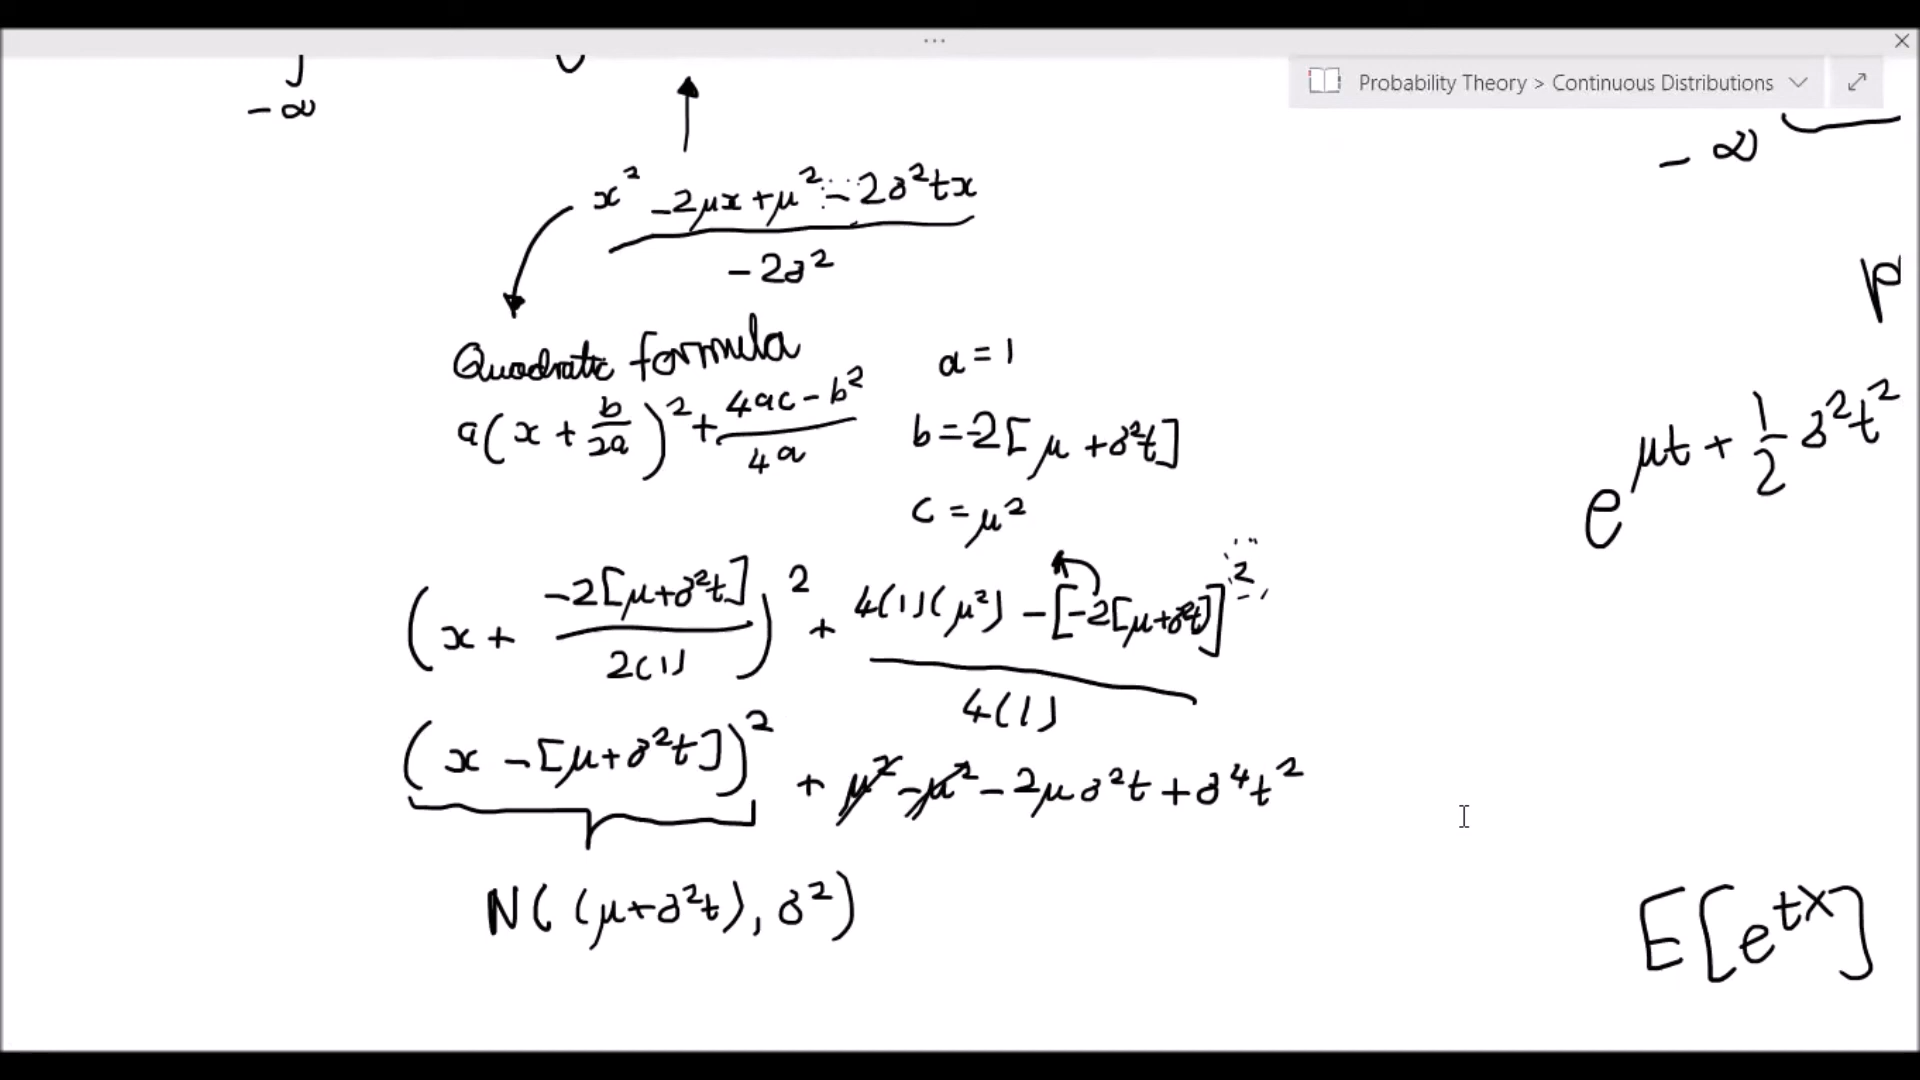 Probability Theory > Continuous Distributions
-∞
-∞
x² -2μx+μ² -2σ²tx
-2σ²
Quadratic formula
a(x + b/2a)² + (4ac - b²)/4a
a = 1
b = -2[μ + σ²t]
c = μ²
e^(μt + ½σ²t²)
(x + -2[μ+σ²t]/2(1))² + (4(1)(μ²) - [-2[μ+σ²t]]²)/4(1)
(x - [μ+σ²t])² + μ² - μ² - 2μσ²t + σ⁴t²
N((μ+σ²t), σ²)
E[e^(tX)]